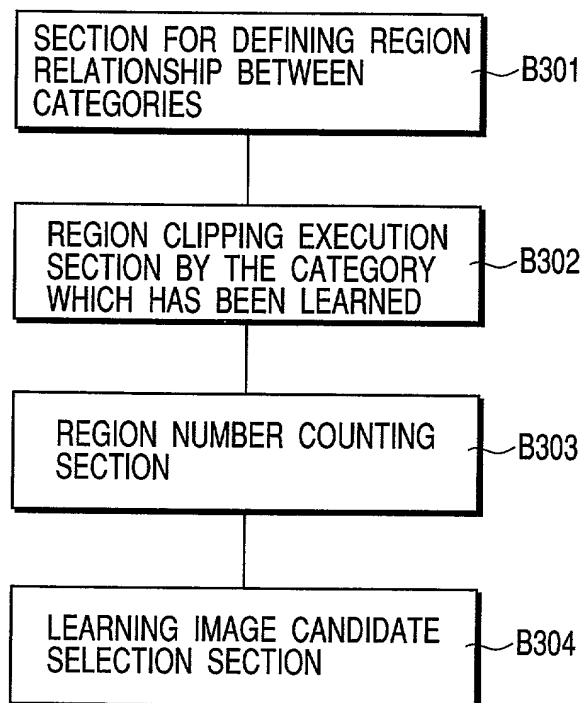 SECTION FOR DEFINING REGION
RELATIONSHIP BETWEEN
CATEGORIES
B301
REGION CLIPPING EXECUTION
SECTION BY THE CATEGORY
WHICH HAS BEEN LEARNED
B302
REGION NUMBER COUNTING
SECTION
B303
LEARNING IMAGE CANDIDATE
SELECTION SECTION
B304